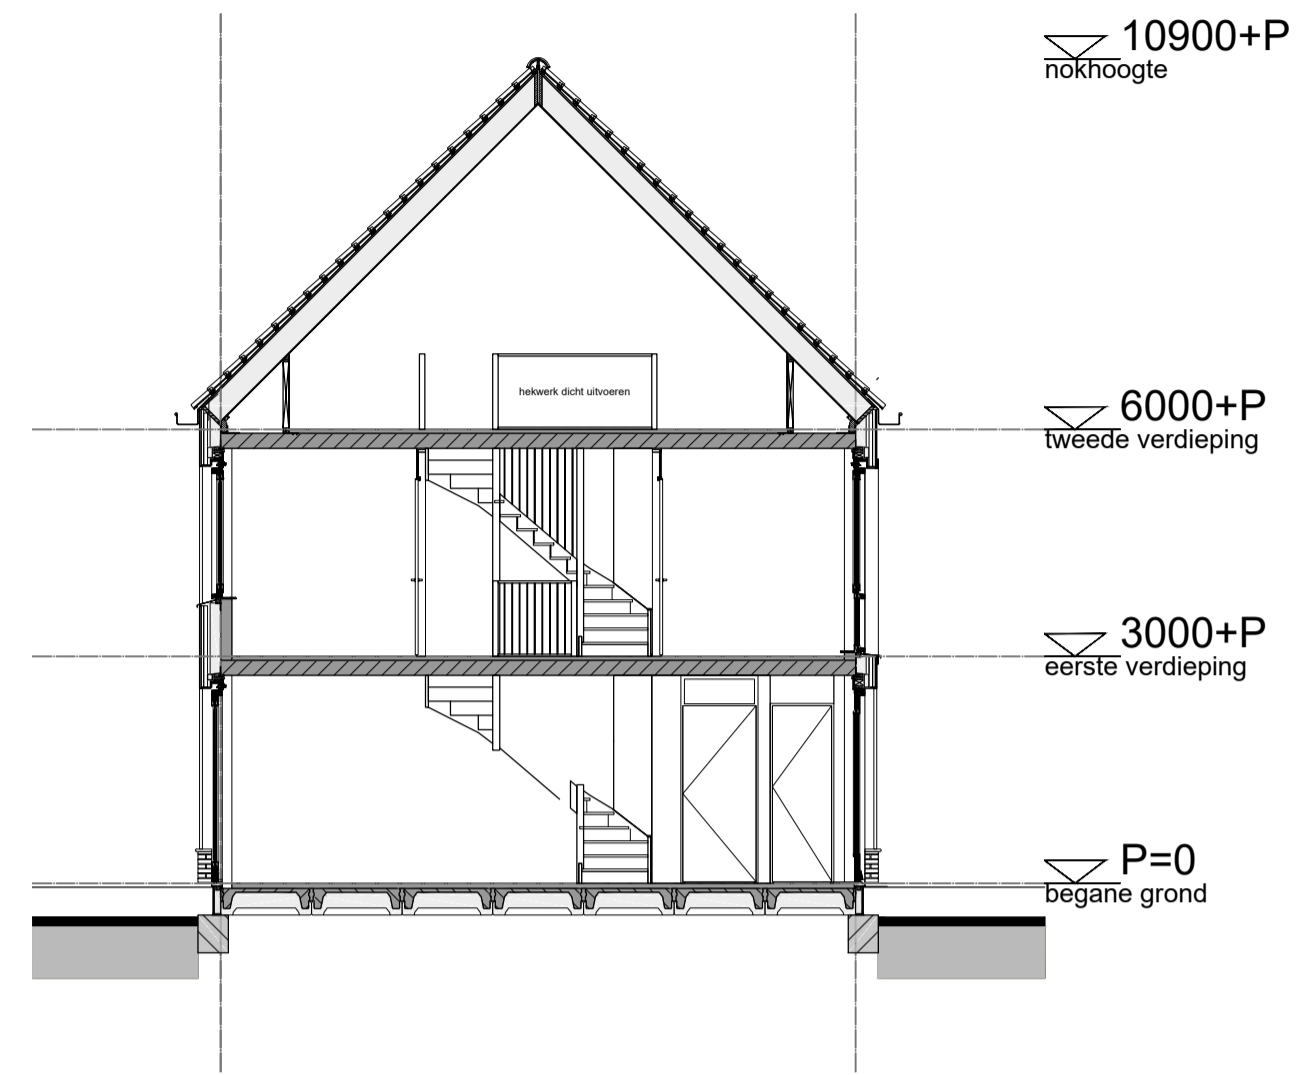 10900+P
nokhoogte
hekwerk dicht uitvoeren
6000+P
tweede verdieping
3000+P
eerste verdieping
P=0
begane grond